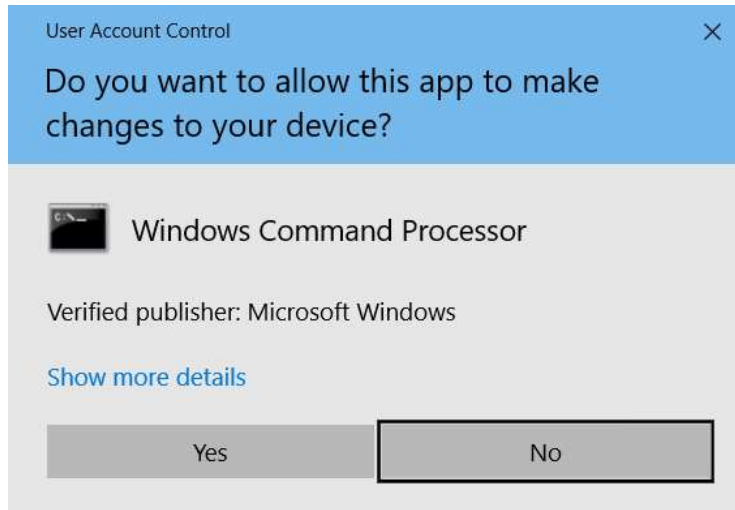 User Account Control
Do you want to allow this app to make
changes to your device?
C:\_
Windows Command Processor
Verified publisher: Microsoft Windows
Show more details
Yes
No